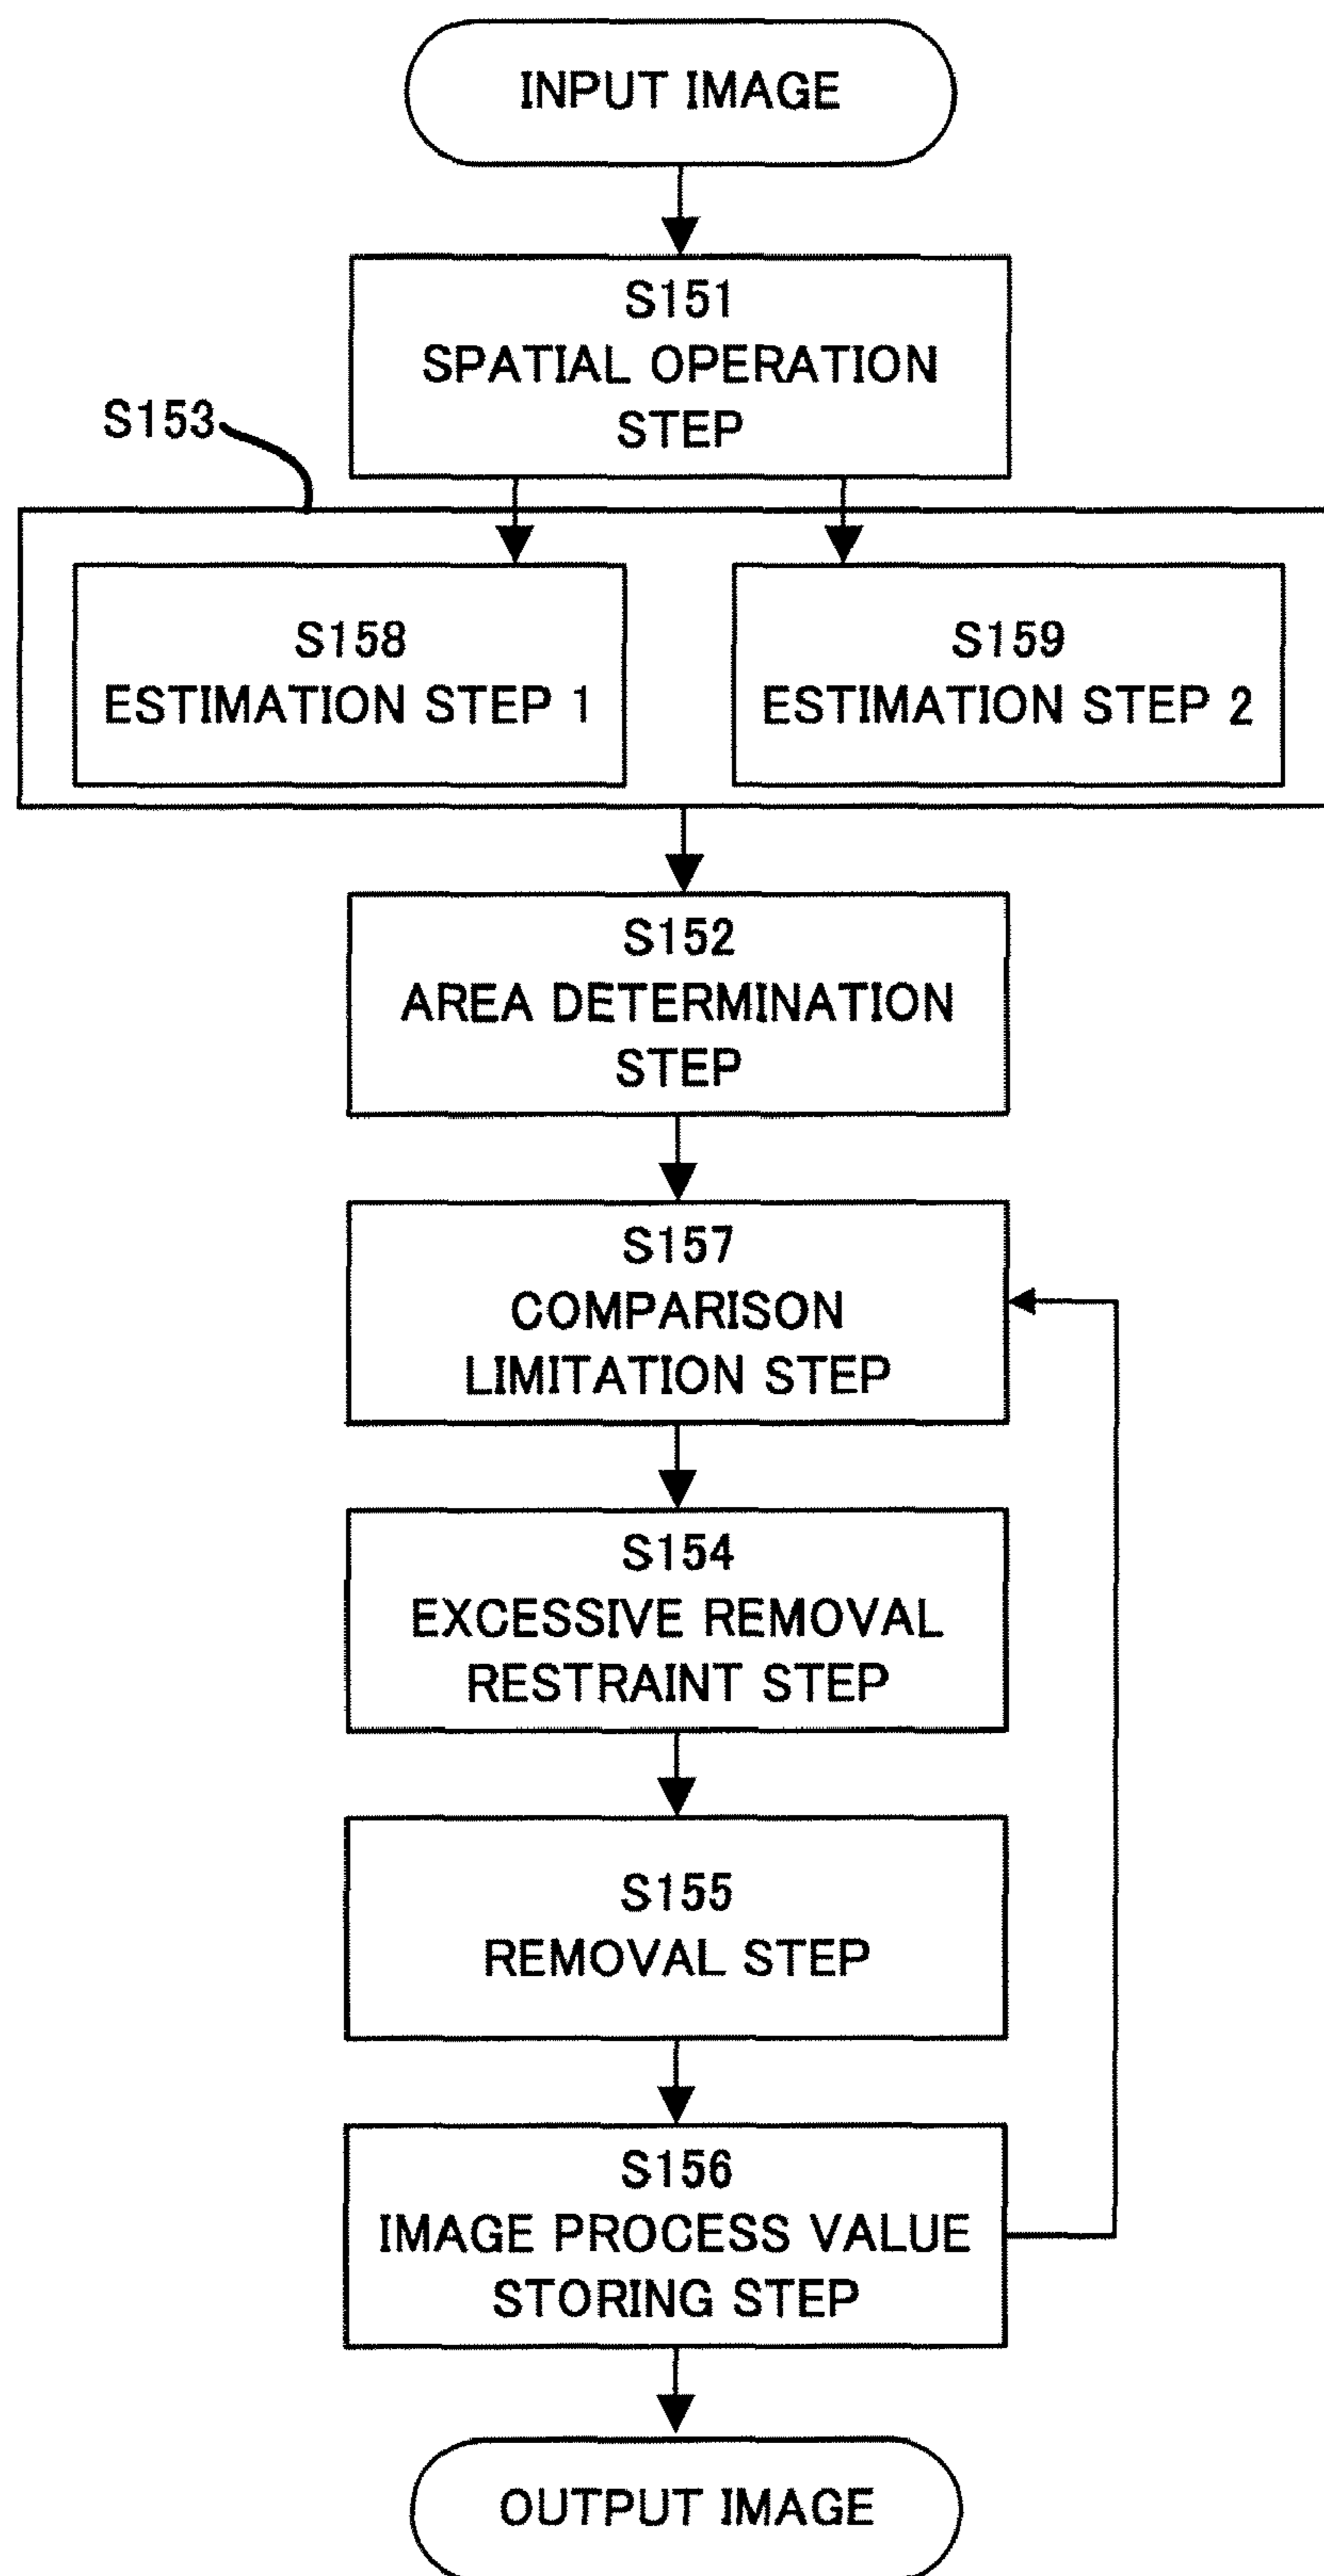 INPUT IMAGE
S151
SPATIAL OPERATION
STEP
S153
S158
ESTIMATION STEP 1
S159
ESTIMATION STEP 2
S152
AREA DETERMINATION
STEP
S157
COMPARISON
LIMITATION STEP
S154
EXCESSIVE REMOVAL
RESTRAINT STEP
S155
REMOVAL STEP
S156
IMAGE PROCESS VALUE
STORING STEP
OUTPUT IMAGE